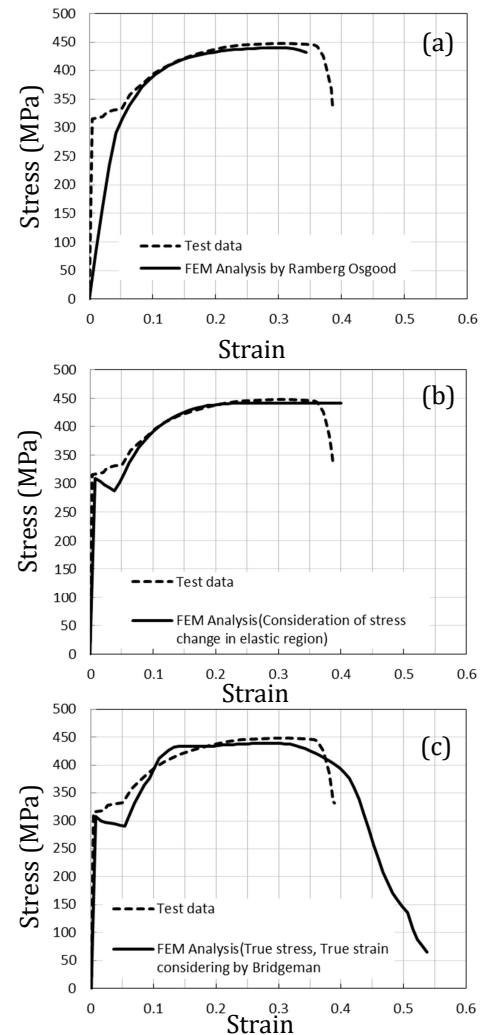 (a)
500
450
400
350
300
250
200
150
100
50
0
Stress (MPa)
Test data
FEM Analysis by Ramberg Osgood
0 0.1 0.2 0.3 0.4 0.5 0.6
Strain
(b)
500
450
400
350
300
250
200
150
100
50
0
Stress (MPa)
Test data
FEM Analysis(Consideration of stress
change in elastic region)
0 0.1 0.2 0.3 0.4 0.5 0.6
Strain
(c)
500
450
400
350
300
250
200
150
100
50
0
Stress (MPa)
Test data
FEM Analysis(True stress, True strain
considering by Bridgeman
0 0.1 0.2 0.3 0.4 0.5 0.6
Strain